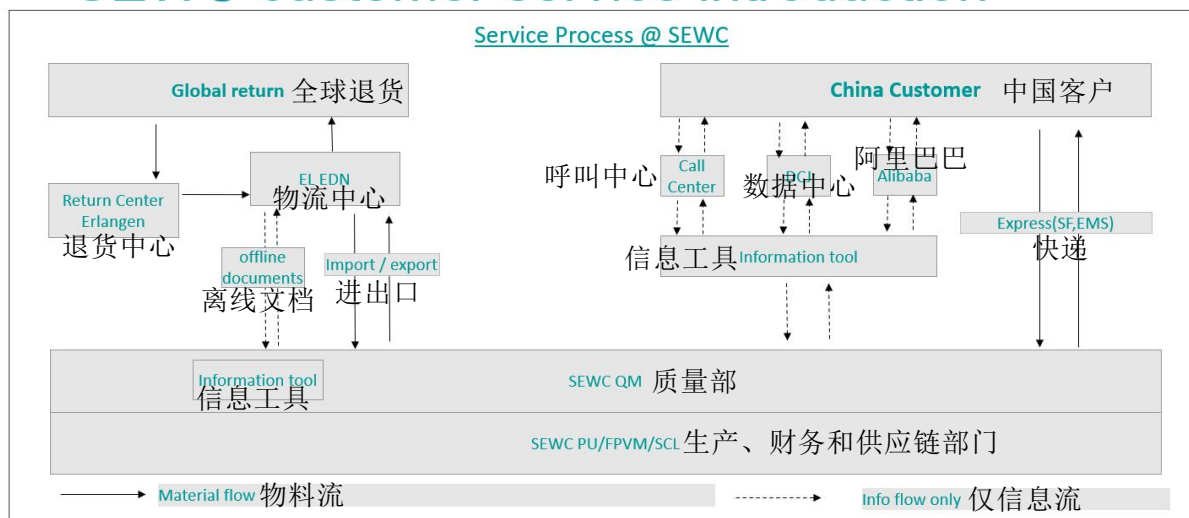 Service Process @ SEWC
Global return 全球退货
China Customer 中国客户
EL EDN
物流中心
Return Center
Erlangen
退货中心
offline
documents
离线文档
Import / export
进出口
呼叫中心
Call
Center
数据中心
阿里巴巴
Alibaba
信息工具
Information tool
Express(SF,EMS)
快递
Information tool
信息工具
SEWC QM 质量部
SEWC PU/FPVM/SCL 生产、财务和供应链部门
Material flow 物料流
Info flow only 仅信息流